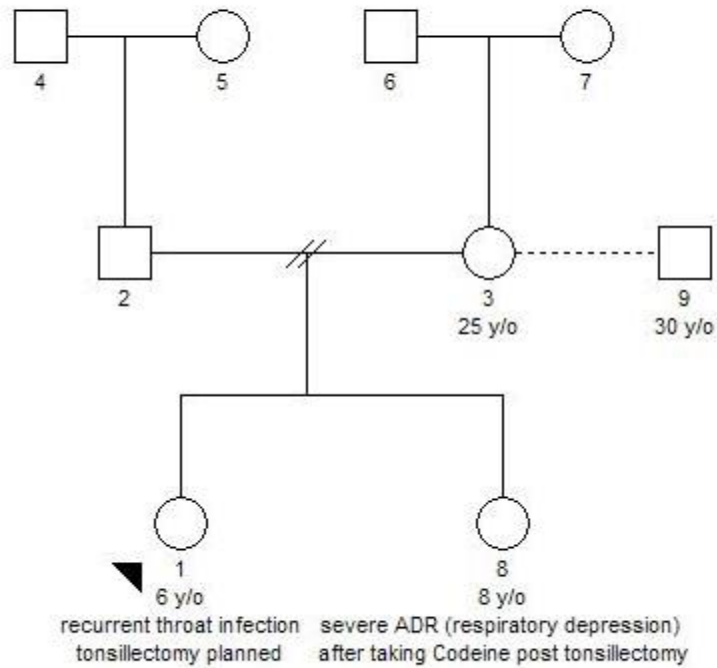 4 5 6 7
2 3 9
25 y/o 30 y/o
1 8
6 y/o 8 y/o
recurrent throat infection severe ADR (respiratory depression)
tonsillectomy planned after taking Codeine post tonsillectomy